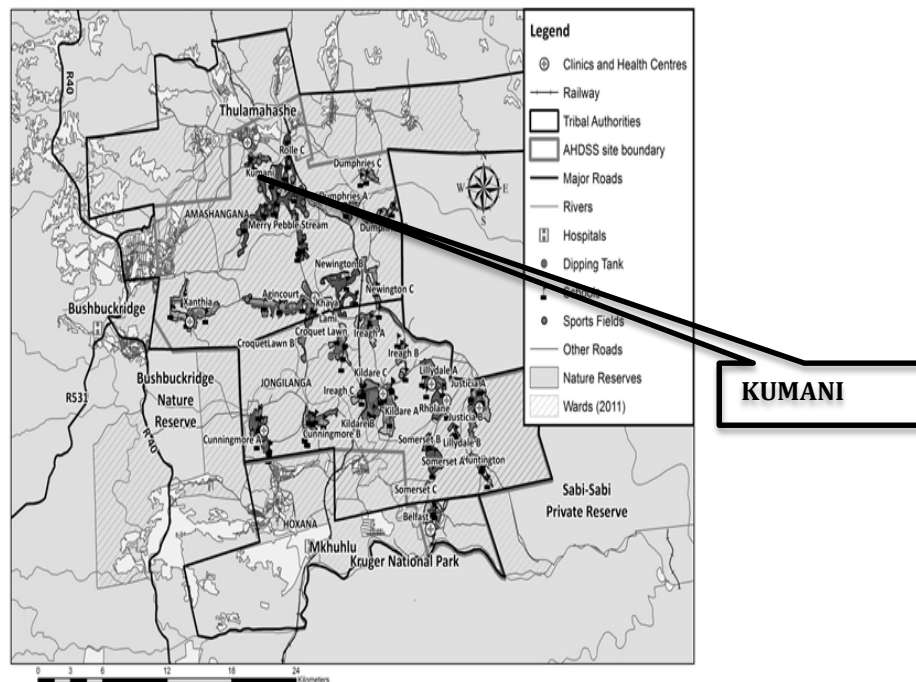 Legend
Clinics and Health Centres
Railway
Tribal Authorities
AHDSS site boundary
Major Roads
Rivers
Hospitals
Dipping Tank
Schools
Sports Fields
Other Roads
Nature Reserves
Wards (2011)
N
W E
S
R40
Thulamahashe
Rolle C
Kumani
Dumphries C
Dumphries A
AMASHANGANA
Merry Pebble Stream
Newington B
Newington C
Xanthia
Agincourt
Khaya
Lami
Bushbuckridge
Croquet Lawn
Ireagh A
CroquetLawn B
Ireagh B
Kildare C
Lillydale A
Bushbuckridge
Nature
Reserve
JONGILANGA
Ireagh C
Justicia A
R531
Kildare A
Rholane
Justicia B
Kildare B
Cunningmore A
Cunningmore B
Somerset B
Lillydale B
R40
Somerset A
Huntington
Somerset C
Sabi-Sabi
Private Reserve
Belfast
HOXANA
Mkhuhlu
Kruger National Park
KUMANI
0 3 6 12 18 24
Kilometers